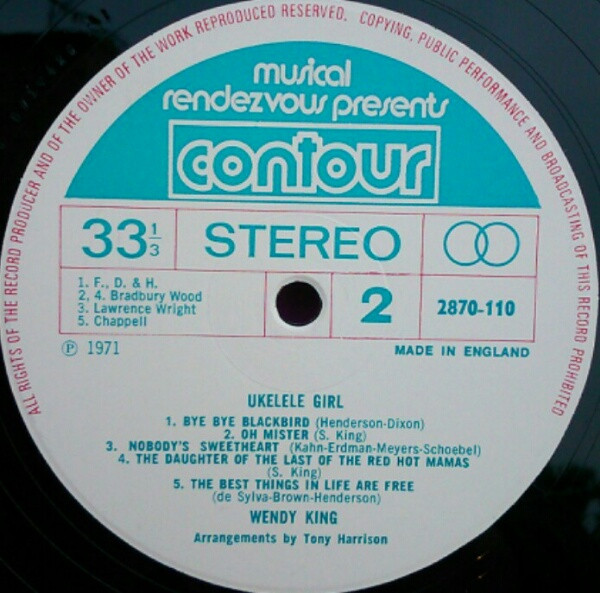 ALL RIGHTS OF THE RECORD PRODUCER AND OF THE OWNER OF THE WORK REPRODUCED RESERVED. COPYING, PUBLIC PERFORMANCE AND BROADCASTING OF THIS RECORD PROHIBITED
musical
rendezvous presents
contour
33 1/3
STEREO
1. F., D. & H.
2, 4. Bradbury Wood
3. Lawrence Wright
5. Chappell
2
2870-110
Ⓟ 1971
MADE IN ENGLAND
UKELELE GIRL
1. BYE BYE BLACKBIRD (Henderson-Dixon)
2. OH MISTER (S. King)
3. NOBODY'S SWEETHEART (Kahn-Erdman-Meyers-Schoebel)
4. THE DAUGHTER OF THE LAST OF THE RED HOT MAMAS
(S. King)
5. THE BEST THINGS IN LIFE ARE FREE
(de Sylva-Brown-Henderson)
WENDY KING
Arrangements by Tony Harrison